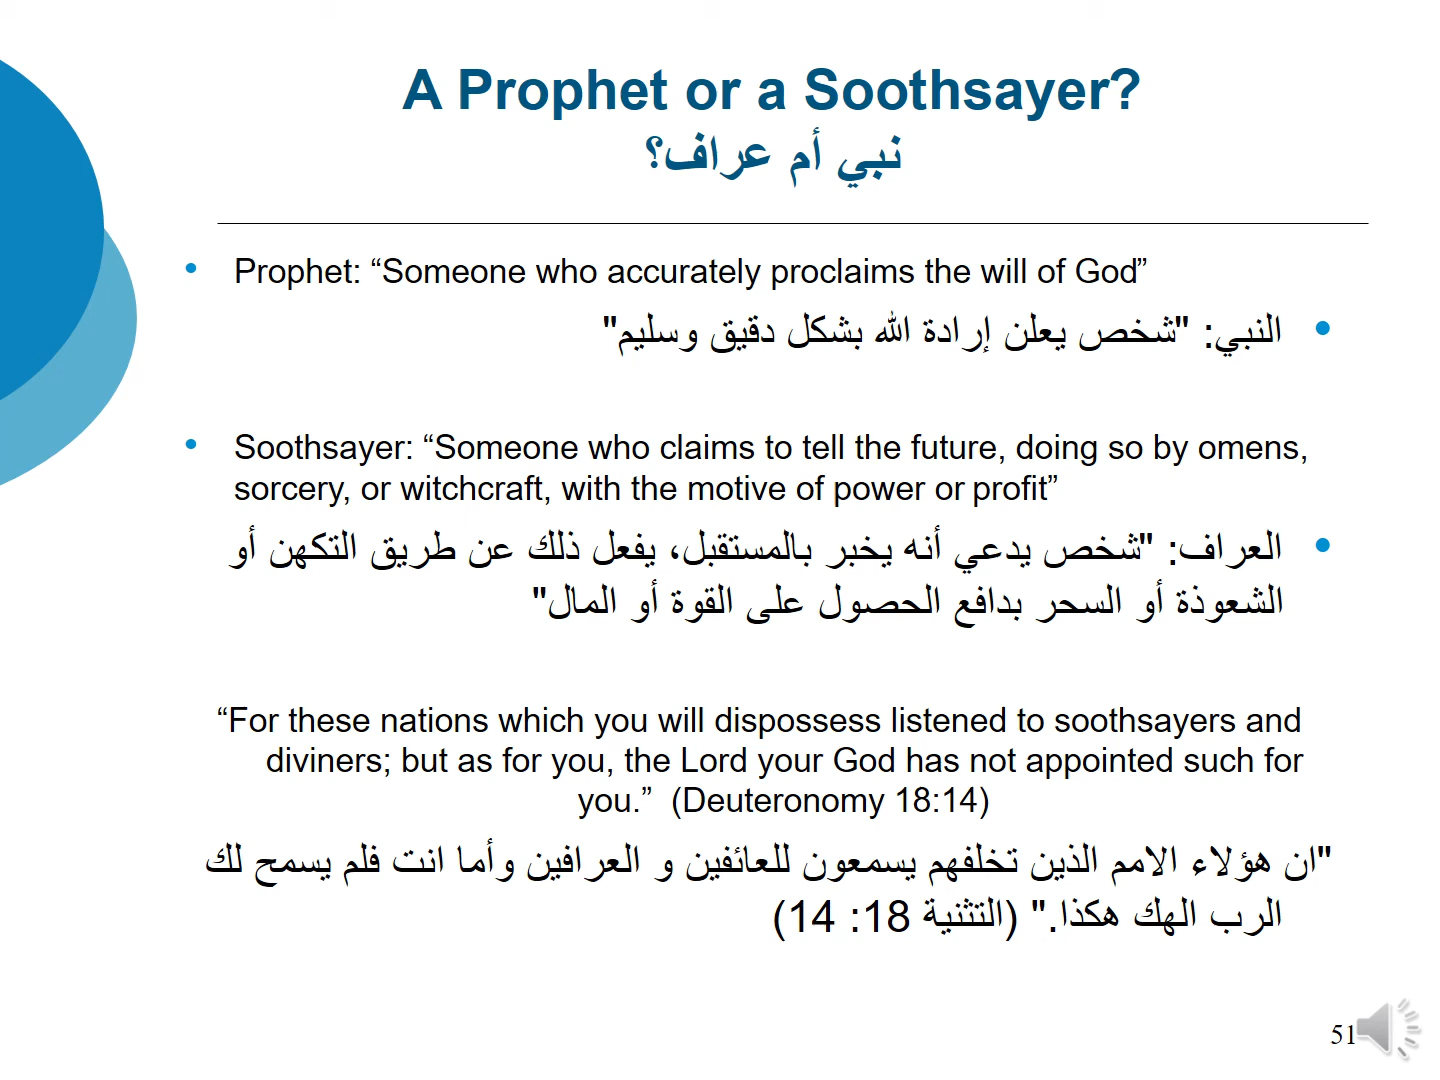 A Prophet or a Soothsayer?
نبي أم عراف؟
• Prophet: “Someone who accurately proclaims the will of God”
• النبي: "شخص يعلن إرادة الله بشكل دقيق وسليم"
• Soothsayer: “Someone who claims to tell the future, doing so by omens,
sorcery, or witchcraft, with the motive of power or profit”
• العراف: "شخص يدعي أنه يخبر بالمستقبل، يفعل ذلك عن طريق التكهن أو
الشعوذة أو السحر بدافع الحصول على القوة أو المال"
“For these nations which you will dispossess listened to soothsayers and
diviners; but as for you, the Lord your God has not appointed such for
you.”  (Deuteronomy 18:14)
"ان هؤلاء الامم الذين تخلفهم يسمعون للعائفين و العرافين وأما انت فلم يسمح لك
الرب الهك هكذا." (التثنية 18: 14)
51